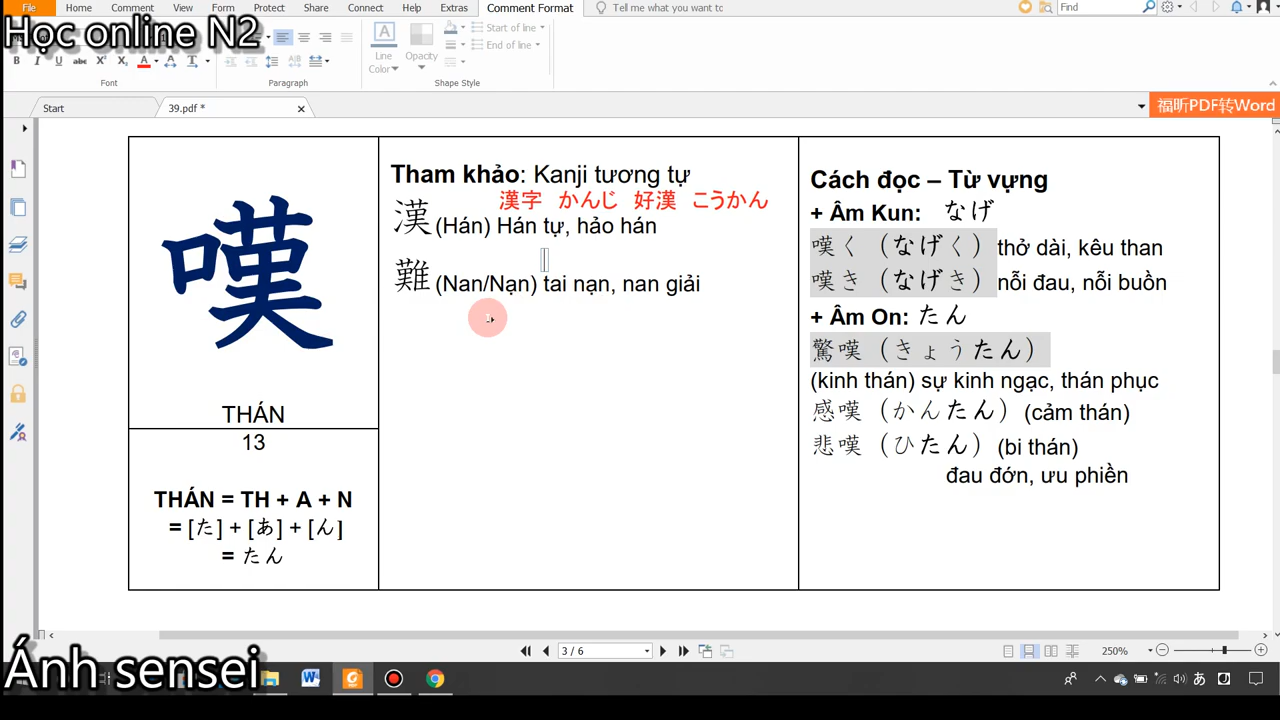 File Home Comment View Form Protect Share Connect Help Extras Comment Format Tell me what you want to Find
Học online N2
Line Color
Opacity
Start of line
End of line
Font Paragraph Shape Style
Start 39.pdf *
福昕PDF转Word
嘆
THÁN
13
THÁN = TH + A + N
= [た] + [あ] + [ん]
= たん
Tham khảo: Kanji tương tự
漢字 かんじ 好漢 こうかん
漢 (Hán) Hán tự, hảo hán
難 (Nan/Nạn) tai nạn, nan giải
Cách đọc – Từ vựng
+ Âm Kun: なげ
嘆く(なげく)thở dài, kêu than
嘆き(なげき)nỗi đau, nỗi buồn
+ Âm On: たん
驚嘆(きょうたん)
(kinh thán) sự kinh ngạc, thán phục
感嘆(かんたん)(cảm thán)
悲嘆(ひたん)(bi thán)
đau đớn, ưu phiền
3 / 6
250%
Ánh sensei
あ